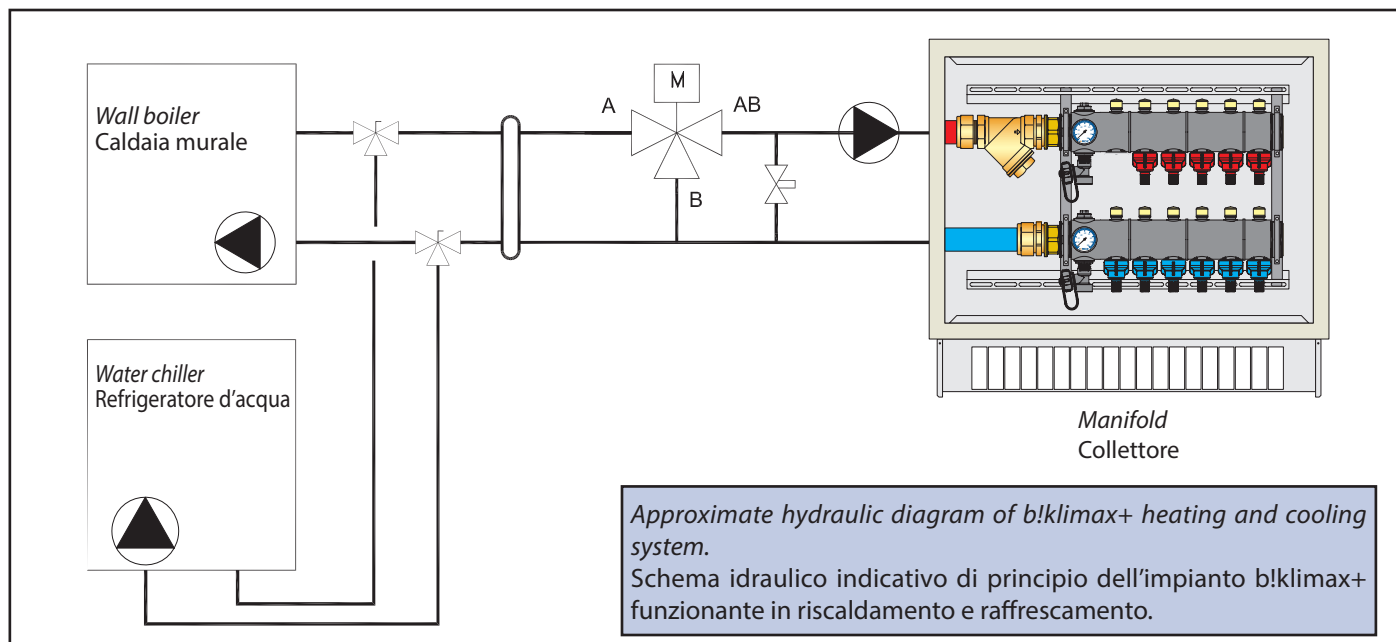 Wall boiler
Caldaia murale
M
A
AB
B
Water chiller
Refrigeratore d'acqua
Manifold
Collettore
Approximate hydraulic diagram of b!klimax+ heating and cooling
system.
Schema idraulico indicativo di principio dell'impianto b!klimax+
funzionante in riscaldamento e raffrescamento.